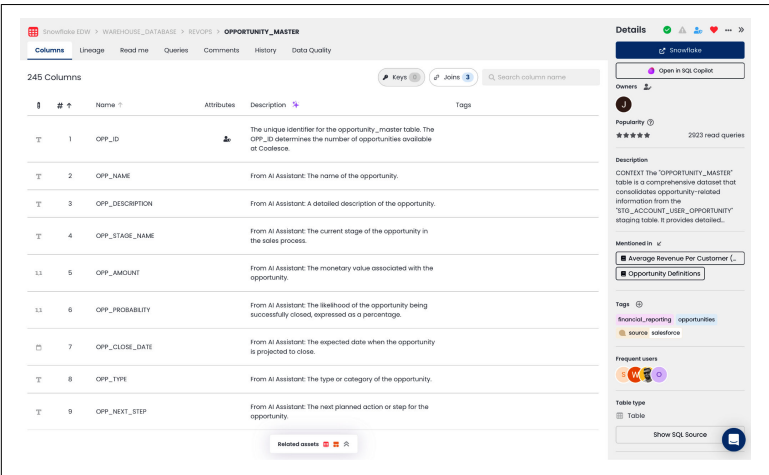 Snowflake EDW > WAREHOUSE_DATABASE > REVOPS > OPPORTUNITY_MASTER
Columns Lineage Read me Queries Comments History Data Quality
245 Columns
Keys 0 Joins 3 Search column name
# ↑ Name ↑ Attributes Description Tags
T 1 OPP_ID The unique identifier for the opportunity_master table. The
OPP_ID determines the number of opportunities available
at Coalesce.
T 2 OPP_NAME From AI Assistant: The name of the opportunity.
T 3 OPP_DESCRIPTION From AI Assistant: A detailed description of the opportunity.
T 4 OPP_STAGE_NAME From AI Assistant: The current stage of the opportunity in
the sales process.
1.2 5 OPP_AMOUNT From AI Assistant: The monetary value associated with the
opportunity.
1.2 6 OPP_PROBABILITY From AI Assistant: The likelihood of the opportunity being
successfully closed, expressed as a percentage.
7 OPP_CLOSE_DATE From AI Assistant: The expected date when the opportunity
is projected to close.
T 8 OPP_TYPE From AI Assistant: The type or category of the opportunity.
T 9 OPP_NEXT_STEP From AI Assistant: The next planned action or step for the
opportunity.
Related assets
Details
Snowflake
Open in SQL Copilot
Owners
J
Popularity
★★★★★ 2923 read queries
Description
CONTEXT The "OPPORTUNITY_MASTER"
table is a comprehensive dataset that
consolidates opportunity-related
information from the
"STG_ACCOUNT_USER_OPPORTUNITY"
staging table. It provides detailed...
Mentioned in
Average Revenue Per Customer (...
Opportunity Definitions
Tags
financial_reporting opportunities
source salesforce
Frequent users
S W O
Table type
Table
Show SQL Source